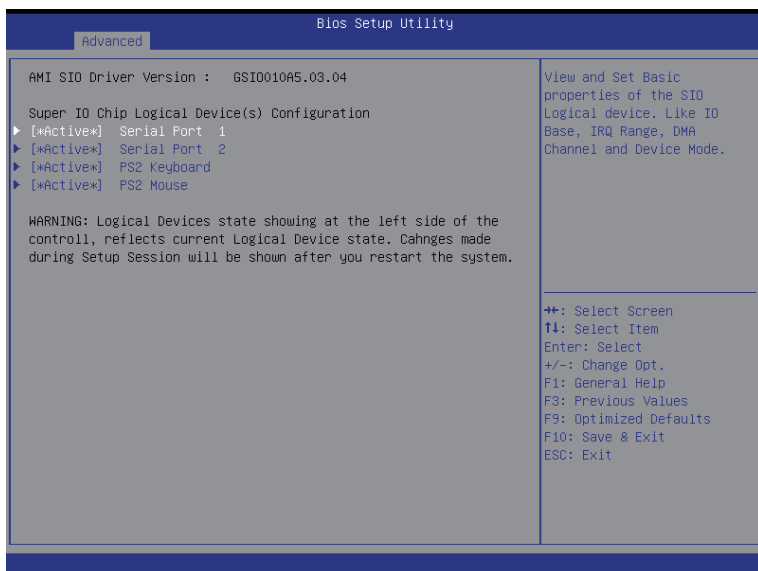 Bios Setup Utility
Advanced
AMI SIO Driver Version :   GSIO010A5.03.04
Super IO Chip Logical Device(s) Configuration
[*Active*]   Serial Port  1
[*Active*]   Serial Port  2
[*Active*]   PS2 Keyboard
[*Active*]   PS2 Mouse
WARNING: Logical Devices state showing at the left side of the
controll, reflects current Logical Device state. Cahnges made
during Setup Session will be shown after you restart the system.
View and Set Basic
properties of the SIO
Logical device. Like IO
Base, IRQ Range, DMA
Channel and Device Mode.
→←: Select Screen
↑↓: Select Item
Enter: Select
+/-: Change Opt.
F1: General Help
F3: Previous Values
F9: Optimized Defaults
F10: Save & Exit
ESC: Exit